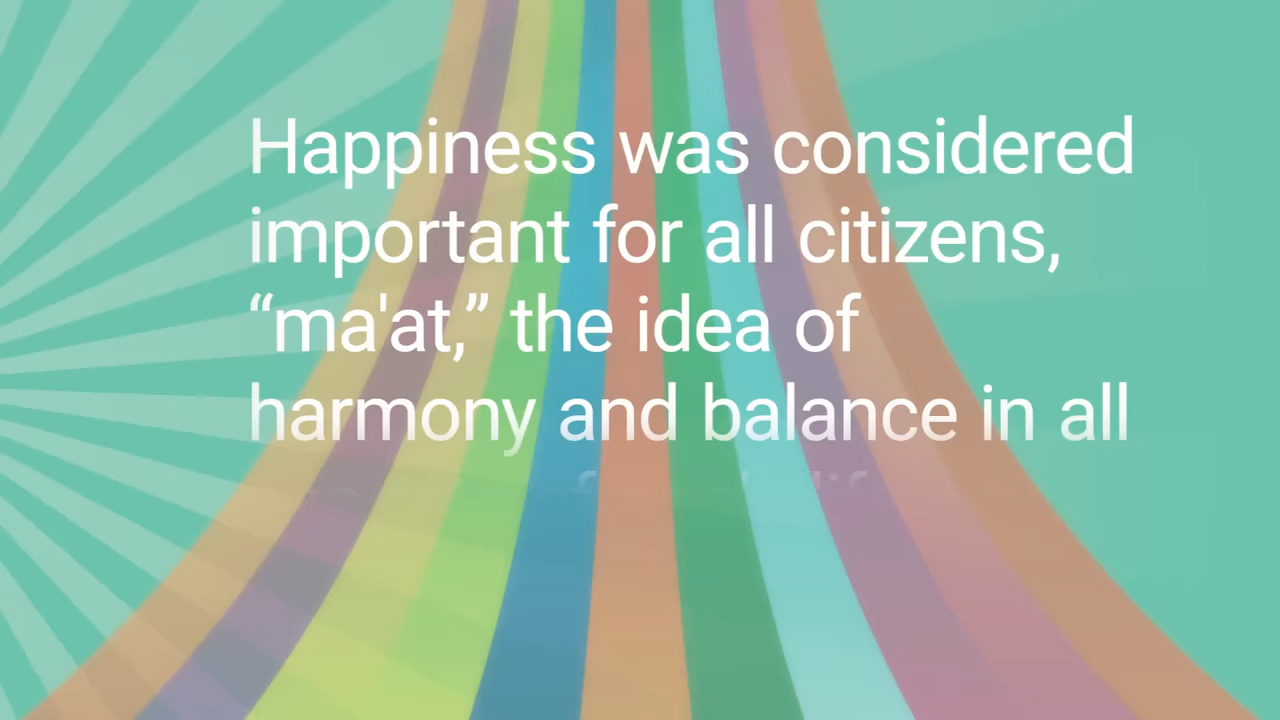 Happiness was considered
important for all citizens,
“ma'at,” the idea of
harmony and balance in all